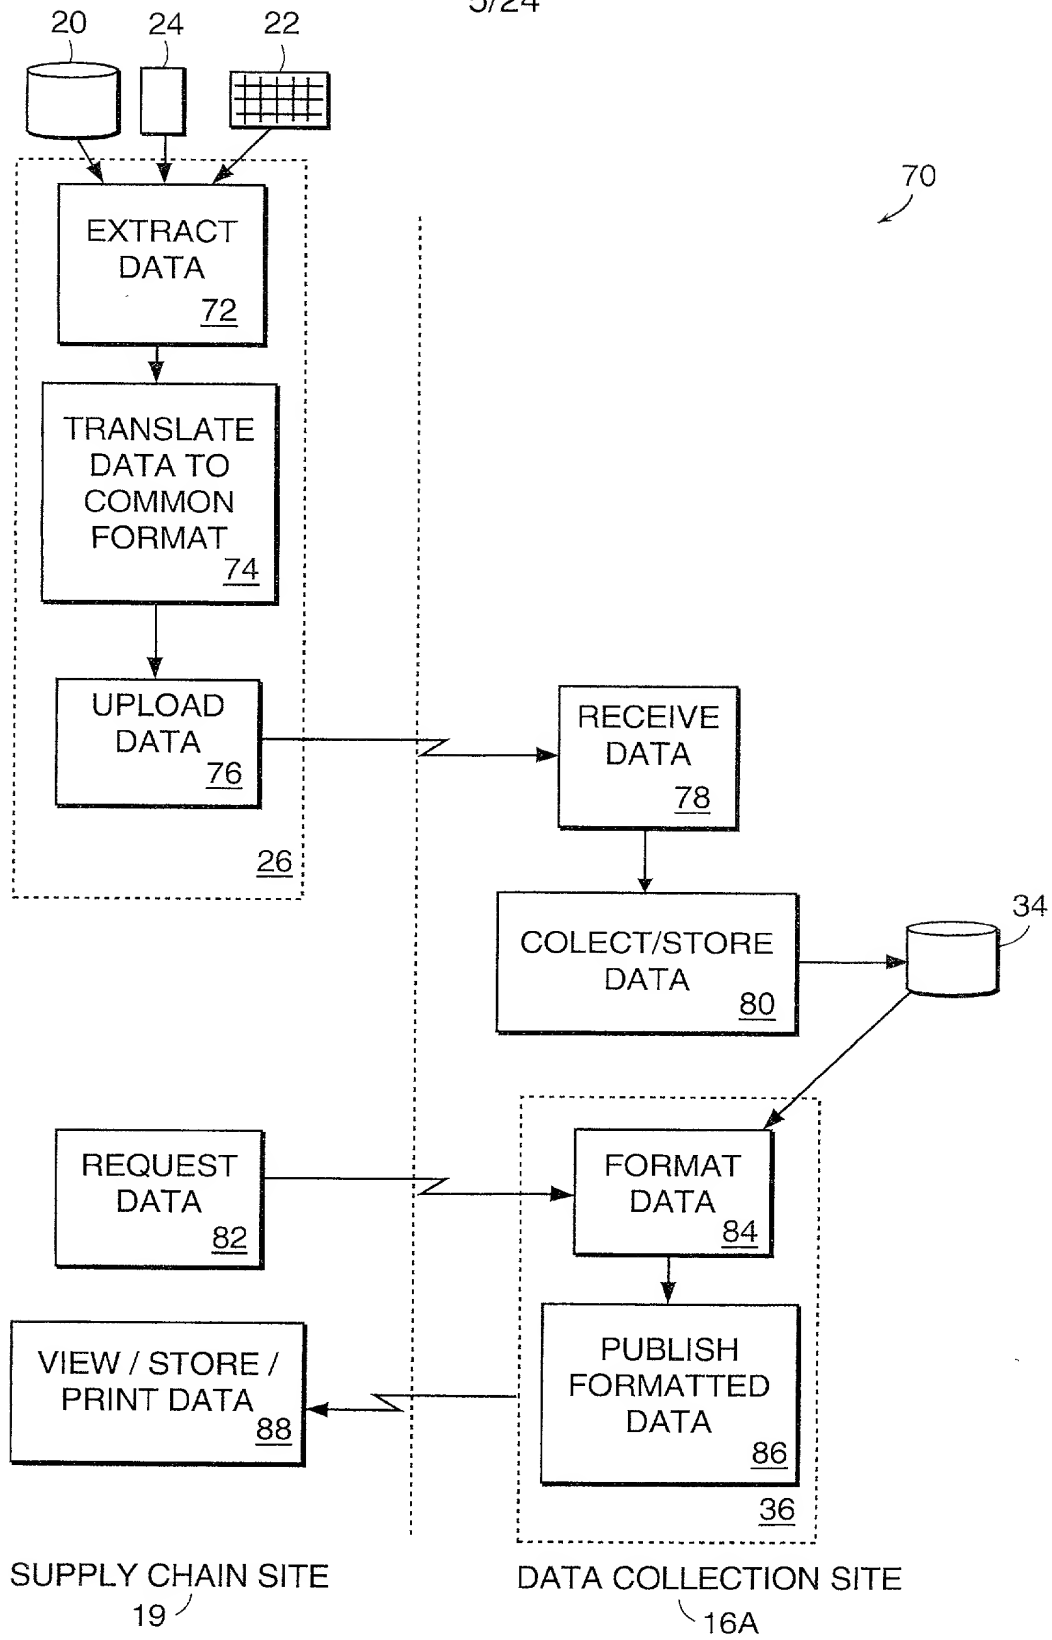 5/24
20
24
22
70
EXTRACT
DATA
72
TRANSLATE
DATA TO
COMMON
FORMAT
74
UPLOAD
DATA
76
26
RECEIVE
DATA
78
COLECT/STORE
DATA
80
34
REQUEST
DATA
82
FORMAT
DATA
84
VIEW / STORE /
PRINT DATA
88
PUBLISH
FORMATTED
DATA
86
36
SUPPLY CHAIN SITE
19
DATA COLLECTION SITE
16A